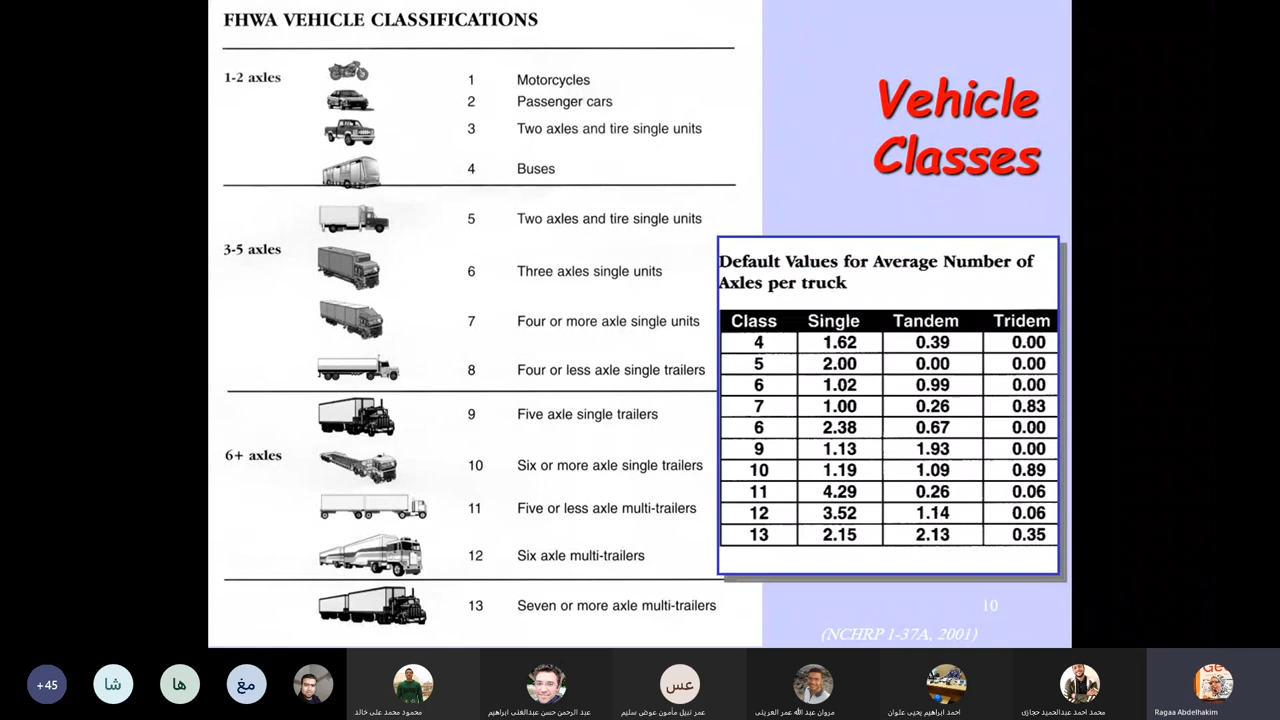 FHWA VEHICLE CLASSIFICATIONS
1-2 axles
1 Motorcycles
2 Passenger cars
3 Two axles and tire single units
4 Buses
3-5 axles
5 Two axles and tire single units
6 Three axles single units
7 Four or more axle single units
8 Four or less axle single trailers
6+ axles
9 Five axle single trailers
10 Six or more axle single trailers
11 Five or less axle multi-trailers
12 Six axle multi-trailers
13 Seven or more axle multi-trailers
Vehicle
Classes
Default Values for Average Number of
Axles per truck
Class Single Tandem Tridem
4 1.62 0.39 0.00
5 2.00 0.00 0.00
6 1.02 0.99 0.00
7 1.00 0.26 0.83
6 2.38 0.67 0.00
9 1.13 1.93 0.00
10 1.19 1.09 0.89
11 4.29 0.26 0.06
12 3.52 1.14 0.06
13 2.15 2.13 0.35
10
(NCHRP 1-37A, 2001)
+45
شا
ها
مغ
عس
محمود محمد على خالد
عبد الرحمن حسن عبدالغنى ابراهيم
عمر نبيل مأمون عوض سليم
مروان عبد الله عمر العرينى
احمد ابراهيم يحيى علوان
محمد احمد عبدالحميد حجازى
Ragaa Abdelhakim